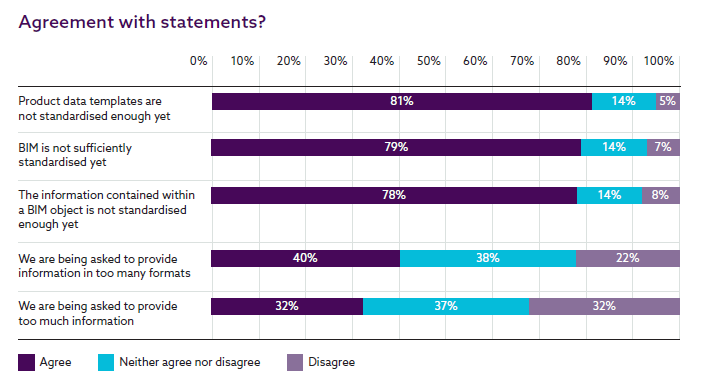 Agreement with statements?
0% 10% 20% 30% 40% 50% 60% 70% 80% 90% 100%
Product data templates are
not standardised enough yet
81% 14% 5%
BIM is not sufficiently
standardised yet
79% 14% 7%
The information contained within
a BIM object is not standardised
enough yet
78% 14% 8%
We are being asked to provide
information in too many formats
40% 38% 22%
We are being asked to provide
too much information
32% 37% 32%
Agree Neither agree nor disagree Disagree